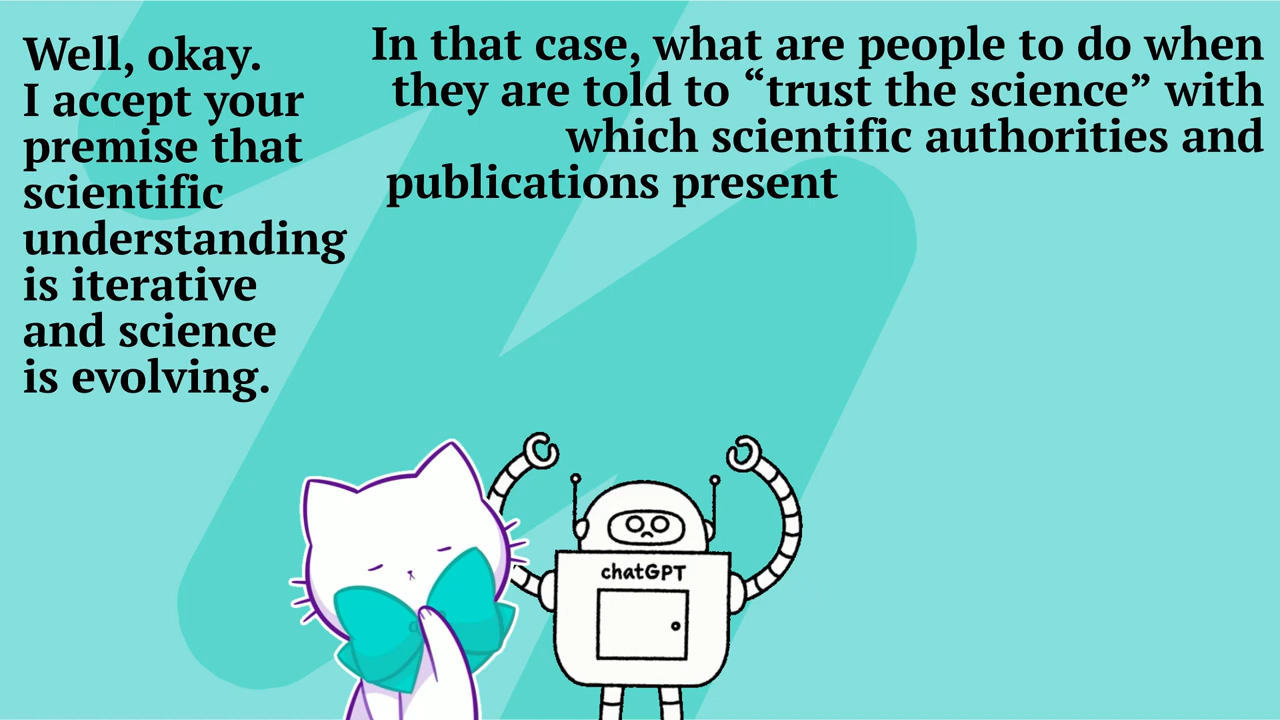 Well, okay.
I accept your
premise that
scientific
understanding
is iterative
and science
is evolving.
In that case, what are people to do when
they are told to “trust the science” with
which scientific authorities and
publications present
chatGPT